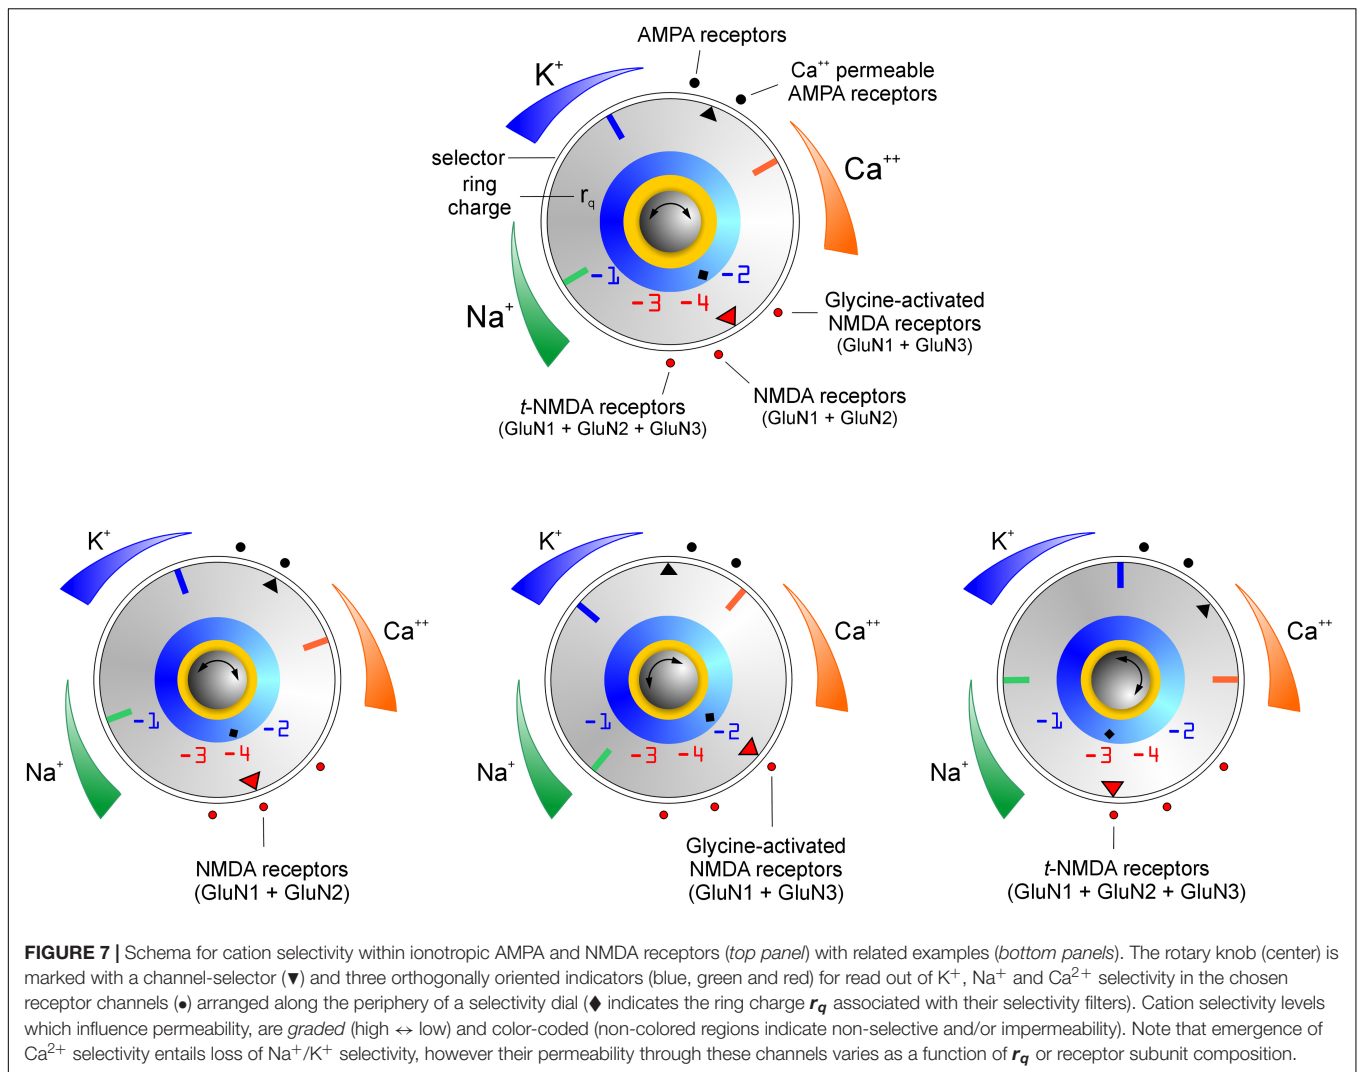 AMPA receptors
K+
Ca++ permeable
AMPA receptors
selector
Ca++
ring
charge
rq
-1
-2
-3 -4
Na+
Glycine-activated
NMDA receptors
(GluN1 + GluN3)
t-NMDA receptors
(GluN1 + GluN2 + GluN3)
NMDA receptors
(GluN1 + GluN2)
K+
Ca++
-1
-2
-3 -4
Na+
NMDA receptors
(GluN1 + GluN2)
K+
Ca++
-1
-2
-3 -4
Na+
Glycine-activated
NMDA receptors
(GluN1 + GluN3)
K+
Ca++
-1
-2
-3 -4
Na+
t-NMDA receptors
(GluN1 + GluN2 + GluN3)
FIGURE 7 | Schema for cation selectivity within ionotropic AMPA and NMDA receptors (top panel) with related examples (bottom panels). The rotary knob (center) is
marked with a channel-selector (▼) and three orthogonally oriented indicators (blue, green and red) for read out of K+, Na+ and Ca2+ selectivity in the chosen
receptor channels (●) arranged along the periphery of a selectivity dial (♦ indicates the ring charge rq associated with their selectivity filters). Cation selectivity levels
which influence permeability, are graded (high ↔ low) and color-coded (non-colored regions indicate non-selective and/or impermeability). Note that emergence of
Ca2+ selectivity entails loss of Na+/K+ selectivity, however their permeability through these channels varies as a function of rq or receptor subunit composition.